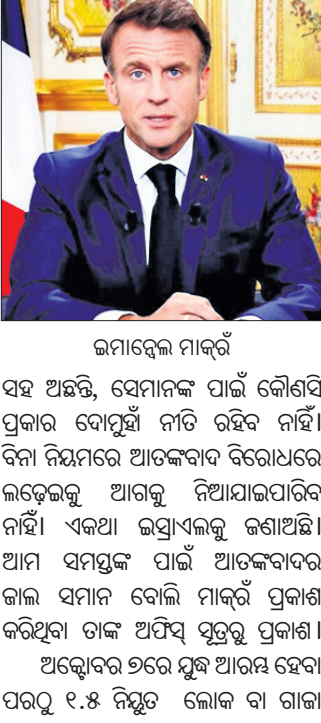 ଇମାନ୍ୱେଲ ମାକ୍ରଁ
ସହ ଅଛନ୍ତି, ସେମାନଙ୍କ ପାଇଁ କୌଣସି
ପ୍ରକାର ଦୋମୁହାଁ ନୀତି ରହିବ ନାହିଁ।
ବିନା ନିୟମରେ ଆତଙ୍କବାଦ ବିରୋଧରେ
ଲଢ଼େଇକୁ ଆଗକୁ ନିଆଯାଇପାରିବ
ନାହିଁ। ଏକଥା ଇସ୍ରାଏଲକୁ ଜଣାଅଛି।
ଆମ ସମସ୍ତଙ୍କ ପାଇଁ ଆତଙ୍କବାଦର
ଜାଲ ସମାନ ବୋଲି ମାକ୍ରଁ ପ୍ରକାଶ
କରିଥିବା ତାଙ୍କ ଅଫିସ୍ ସୂତ୍ରରୁ ପ୍ରକାଶ।
ଅକ୍ଟୋବର ୭ରେ ଯୁଦ୍ଧ ଆରମ୍ଭ ହେବା
ପରଠୁ ୧.୫ ନିୟୁତ ଲୋକ ବା ଗାଜା